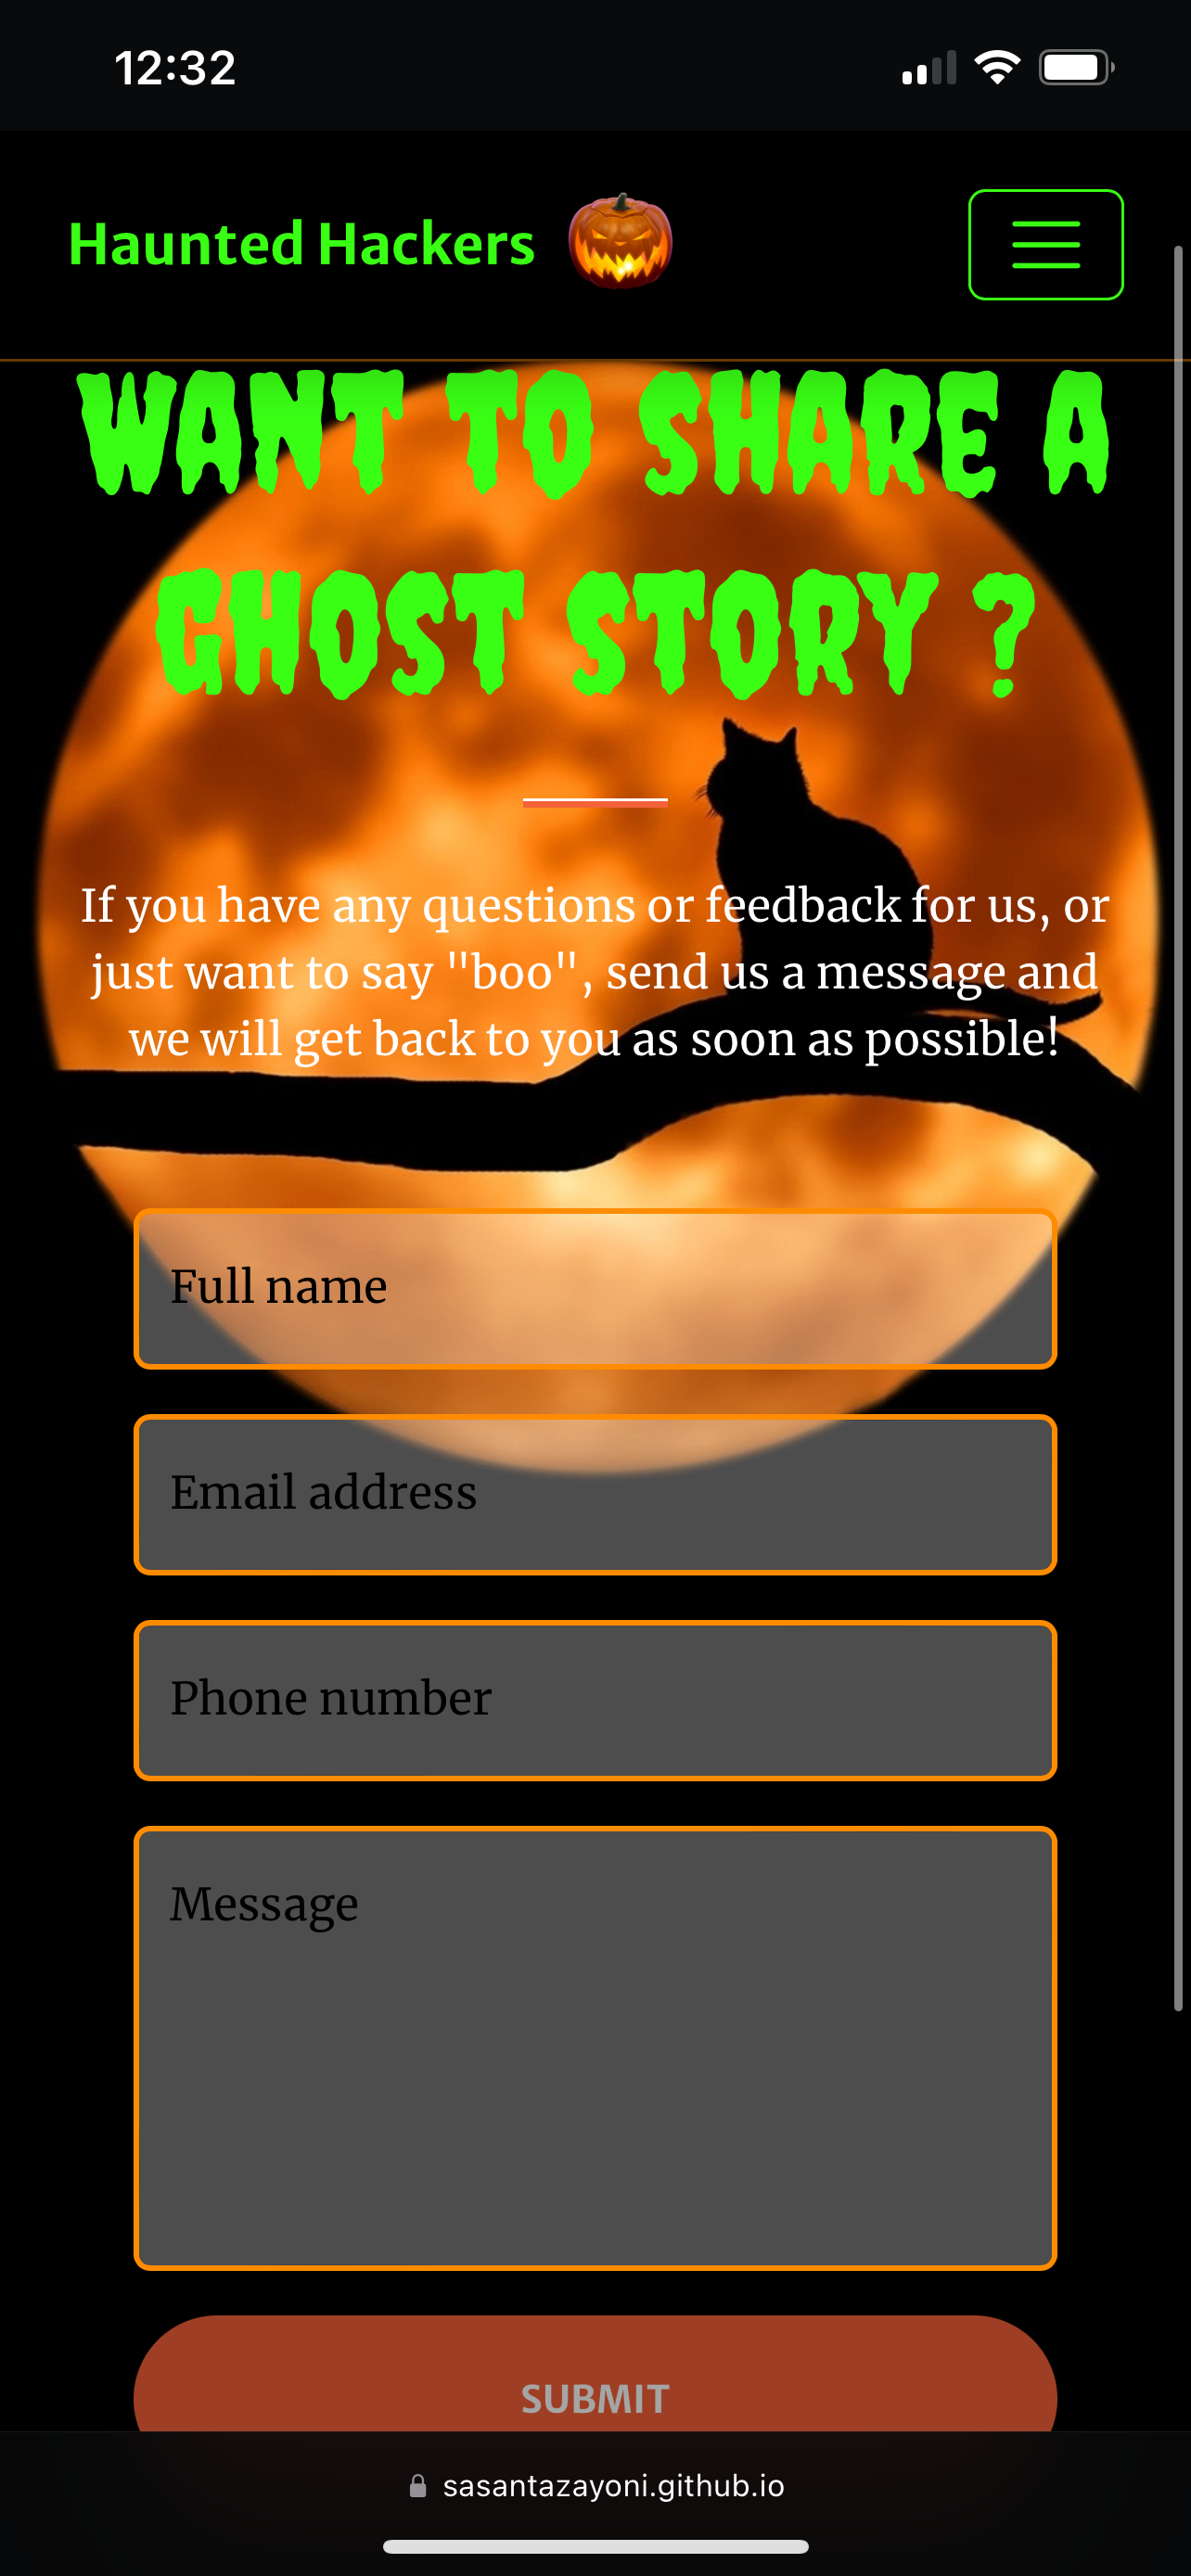 12:32
Haunted Hackers
WANT TO SHARE A
GHOST STORY ?
If you have any questions or feedback for us, or
just want to say "boo", send us a message and
we will get back to you as soon as possible!
Full name
Email address
Phone number
Message
SUBMIT
sasantazayoni.github.io